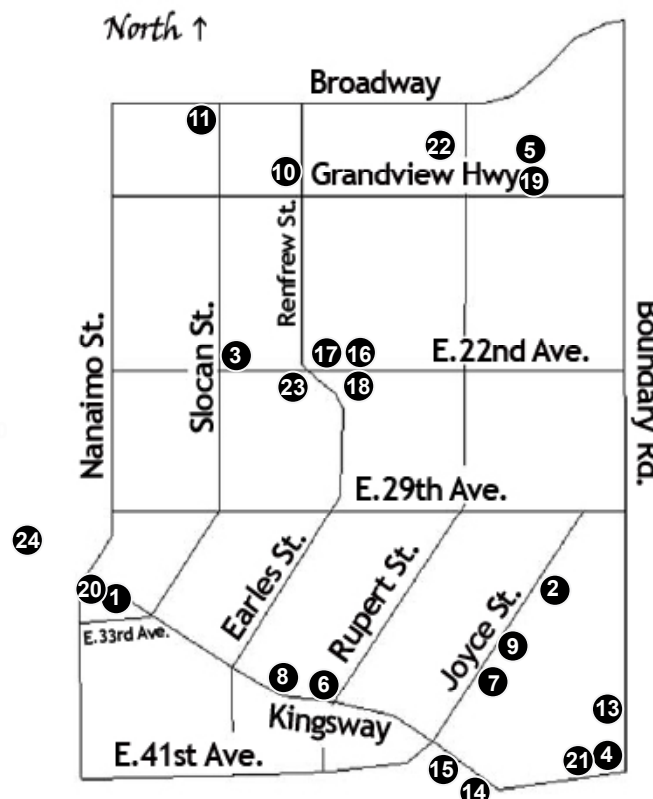 North ↑
Broadway
11
22
5
10
Grandview Hwy
19
Renfrew St.
Nanaimo St.
Slocan St.
Boundary Rd.
3
17
16
E.22nd Ave.
23
18
E.29th Ave.
24
20
1
Earles St.
Rupert St.
Joyce St.
2
E.33rd Ave.
9
8
6
7
Kingsway
13
E.41st Ave.
15
21
4
14